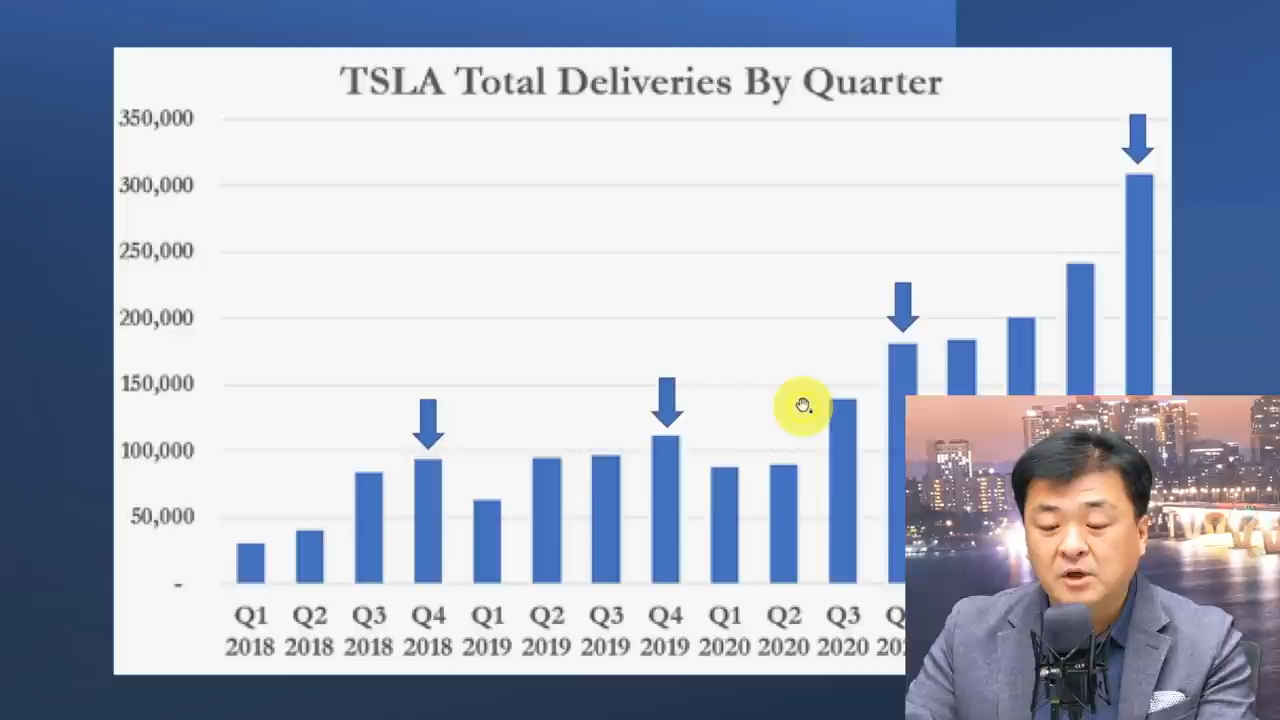 TSLA Total Deliveries By Quarter
350,000
300,000
250,000
200,000
150,000
100,000
50,000
-
Q1 Q2 Q3 Q4 Q1 Q2 Q3 Q4 Q1 Q2 Q3
2018 2018 2018 2018 2019 2019 2019 2019 2020 2020 2020